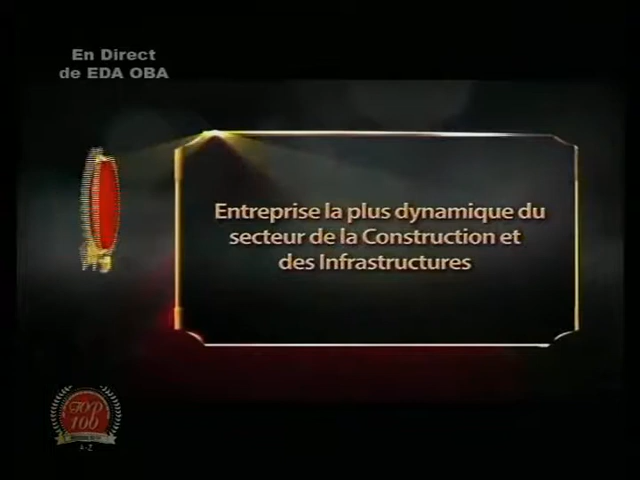 En Direct
de EDA OBA
Entreprise la plus dynamique du
secteur de la Construction et
des Infrastructures
TOP
100
A-Z